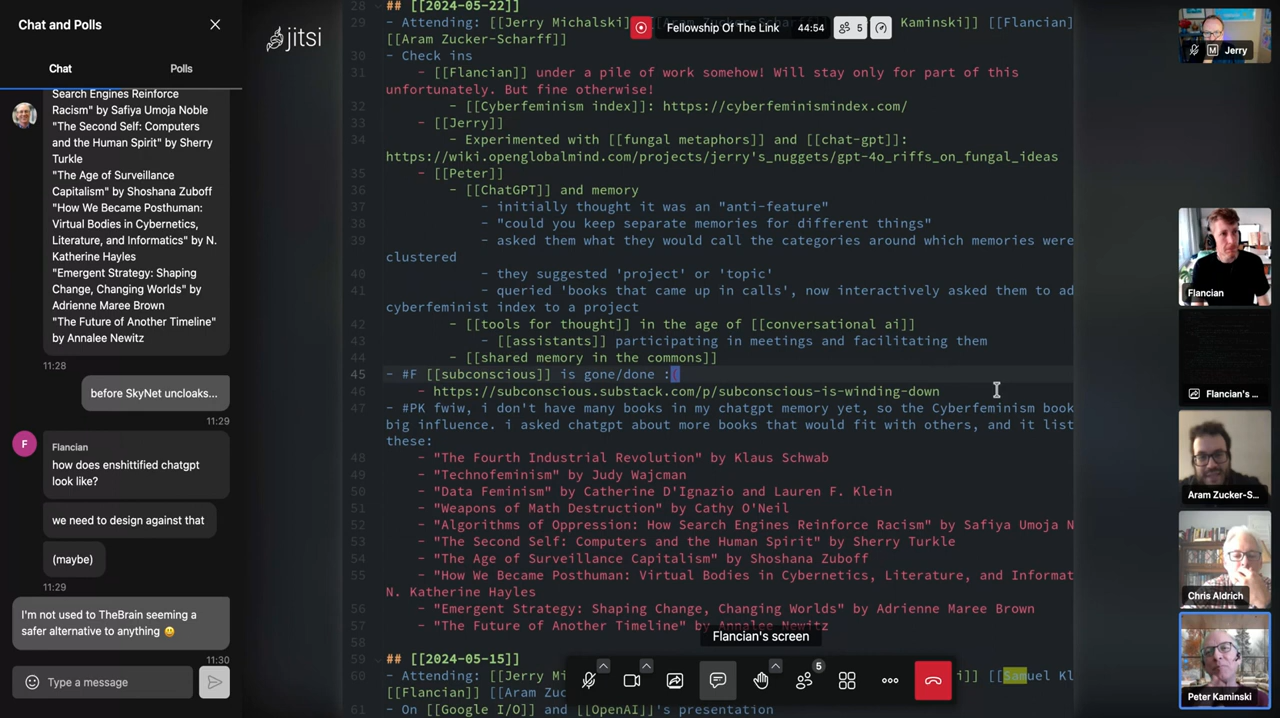 Chat and Polls
Chat
Polls
Search Engines Reinforce
Racism" by Safiya Umoja Noble
"The Second Self: Computers
and the Human Spirit" by Sherry
Turkle
"The Age of Surveillance
Capitalism" by Shoshana Zuboff
"How We Became Posthuman:
Virtual Bodies in Cybernetics,
Literature, and Informatics" by N.
Katherine Hayles
"Emergent Strategy: Shaping
Change, Changing Worlds" by
Adrienne Maree Brown
"The Future of Another Timeline"
by Annalee Newitz
11:28
before SkyNet uncloaks...
11:29
F
Flancian
how does enshittified chatgpt
look like?
we need to design against that
(maybe)
11:29
I'm not used to TheBrain seeming a
safer alternative to anything 😃
11:30
Type a message
jitsi
Fellowship Of The Link
44:54
5
28 ## [[2024-05-22]]
29 - Attending: [[Jerry Michalski]] Kaminski]] [[Flancian]]
[[Aram Zucker-Scharff]]
30 - Check ins
31 - [[Flancian]] under a pile of work somehow! Will stay only for part of this
unfortunately. But fine otherwise!
32 - [[Cyberfeminism index]]: https://cyberfeminismindex.com/
33 - [[Jerry]]
34 - Experimented with [[fungal metaphors]] and [[chat-gpt]]:
https://wiki.openglobalmind.com/projects/jerry's_nuggets/gpt-4o_riffs_on_fungal_ideas
35 - [[Peter]]
36 - [[ChatGPT]] and memory
37 - initially thought it was an "anti-feature"
38 - "could you keep separate memories for different things"
39 - asked them what they would call the categories around which memories were
clustered
40 - they suggested 'project' or 'topic'
41 - queried 'books that came up in calls', now interactively asked them to ad
cyberfeminist index to a project
42 - [[tools for thought]] in the age of [[conversational ai]]
43 - [[assistants]] participating in meetings and facilitating them
44 - [[shared memory in the commons]]
45 - #F [[subconscious]] is gone/done :(
46 - https://subconscious.substack.com/p/subconscious-is-winding-down
47 - #PK fwiw, i don't have many books in my chatgpt memory yet, so the Cyberfeminism book
big influence. i asked chatgpt about more books that would fit with others, and it list
these:
48 - "The Fourth Industrial Revolution" by Klaus Schwab
49 - "Technofeminism" by Judy Wajcman
50 - "Data Feminism" by Catherine D'Ignazio and Lauren F. Klein
51 - "Weapons of Math Destruction" by Cathy O'Neil
52 - "Algorithms of Oppression: How Search Engines Reinforce Racism" by Safiya Umoja N
53 - "The Second Self: Computers and the Human Spirit" by Sherry Turkle
54 - "The Age of Surveillance Capitalism" by Shoshana Zuboff
55 - "How We Became Posthuman: Virtual Bodies in Cybernetics, Literature, and Informat
N. Katherine Hayles
56 - "Emergent Strategy: Shaping Change, Changing Worlds" by Adrienne Maree Brown
57 - "The Future of Another Timeline" by Annalee Newitz
58
Flancian's screen
59 ## [[2024-05-15]]
60 - Attending: [[Jerry Mi i]] [[Samuel Kl
[[Flancian]] [[Aram Zuc
61 - On [[Google and [[OpenAI]]'s presentation
5
M Jerry
Flancian
Flancian's ...
Aram Zucker-S...
Chris Aldrich
Peter Kaminski